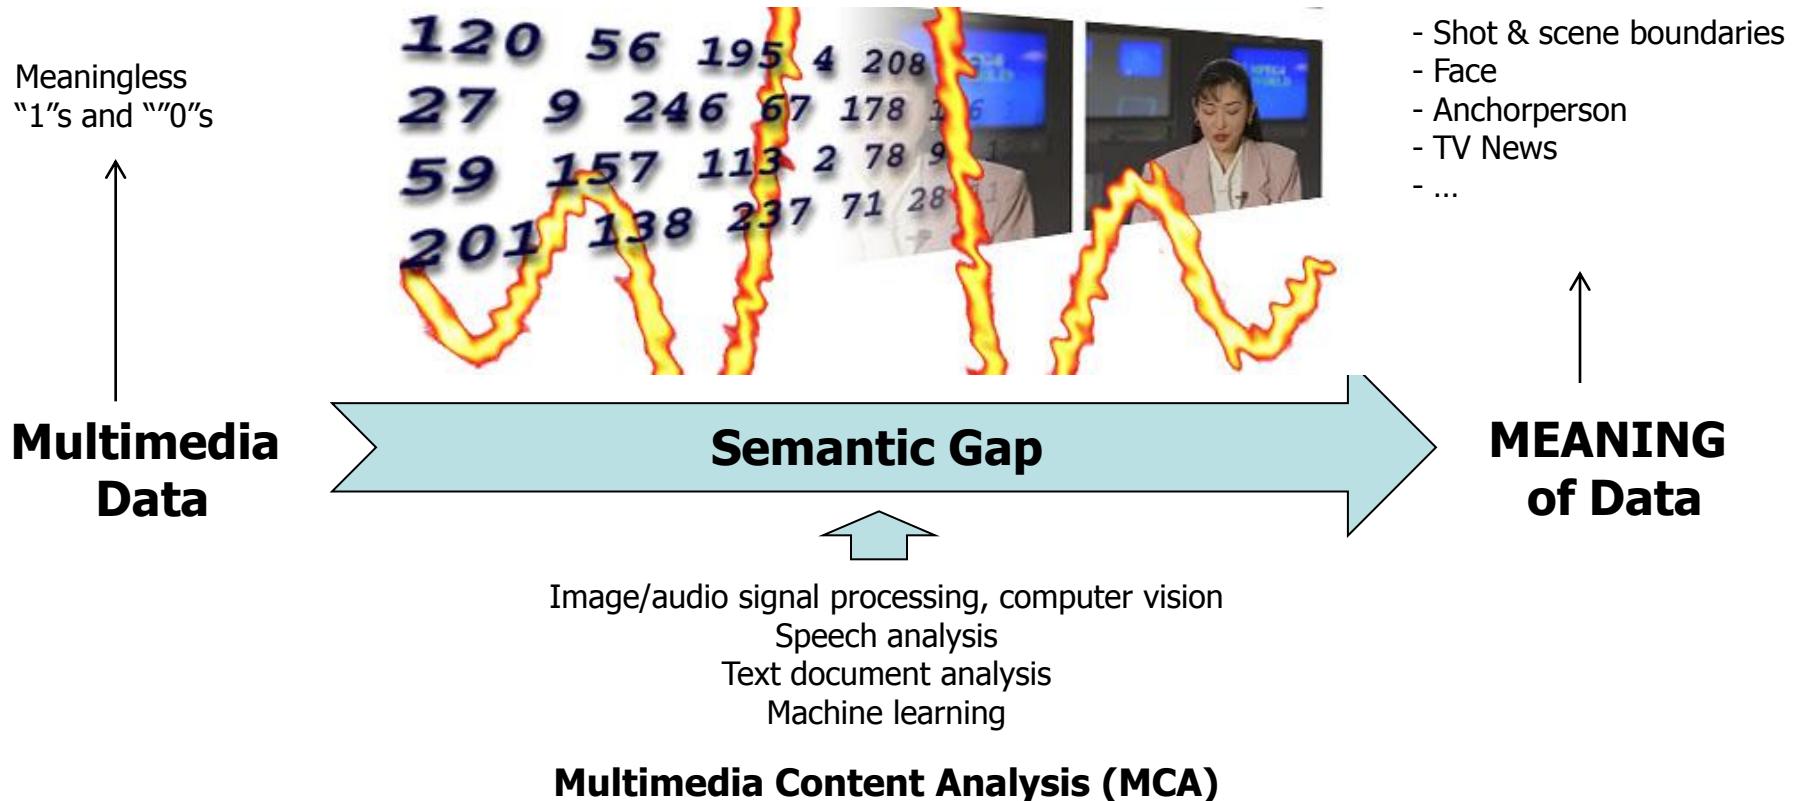 Meaningless
“1”s and “”0”s
120 56 195 4 208
27 9 246 67 178
59 157 113 2 78 9
201 138 237 71 28
- Shot & scene boundaries
- Face
- Anchorperson
- TV News
- ...
Multimedia
Data
Semantic Gap
MEANING
of Data
Image/audio signal processing, computer vision
Speech analysis
Text document analysis
Machine learning
Multimedia Content Analysis (MCA)